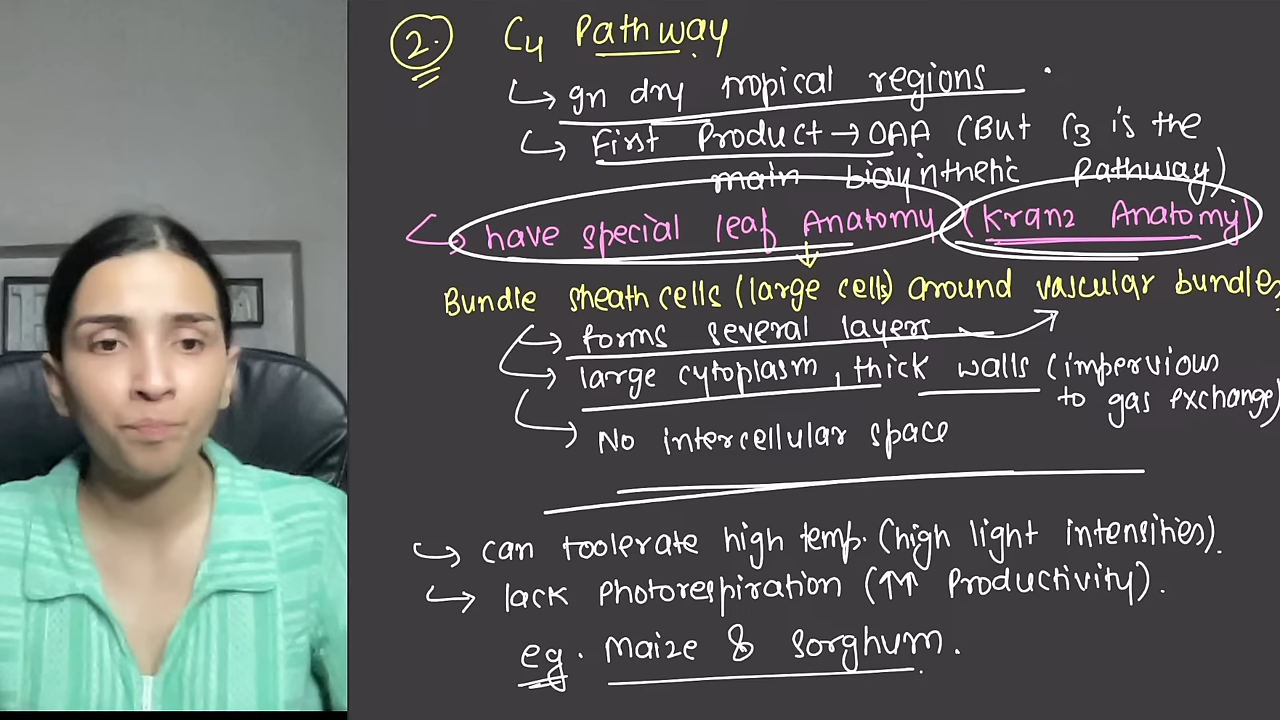 2. C4 Pathway
↳ In dry tropical regions
↳ First Product → OAA (But C3 is the
main biosynthetic Pathway)
↳ have special leaf Anatomy (Kranz Anatomy)
Bundle sheath cells (large cells) around vascular bundles
↳ forms several layers
↳ large cytoplasm, thick walls (impervious
to gas exchange)
↳ No intercellular space
↳ can toolerate high temp. (high light intensities).
↳ lack Photorespiration (↑↑ Productivity).
eg. Maize & Sorghum.